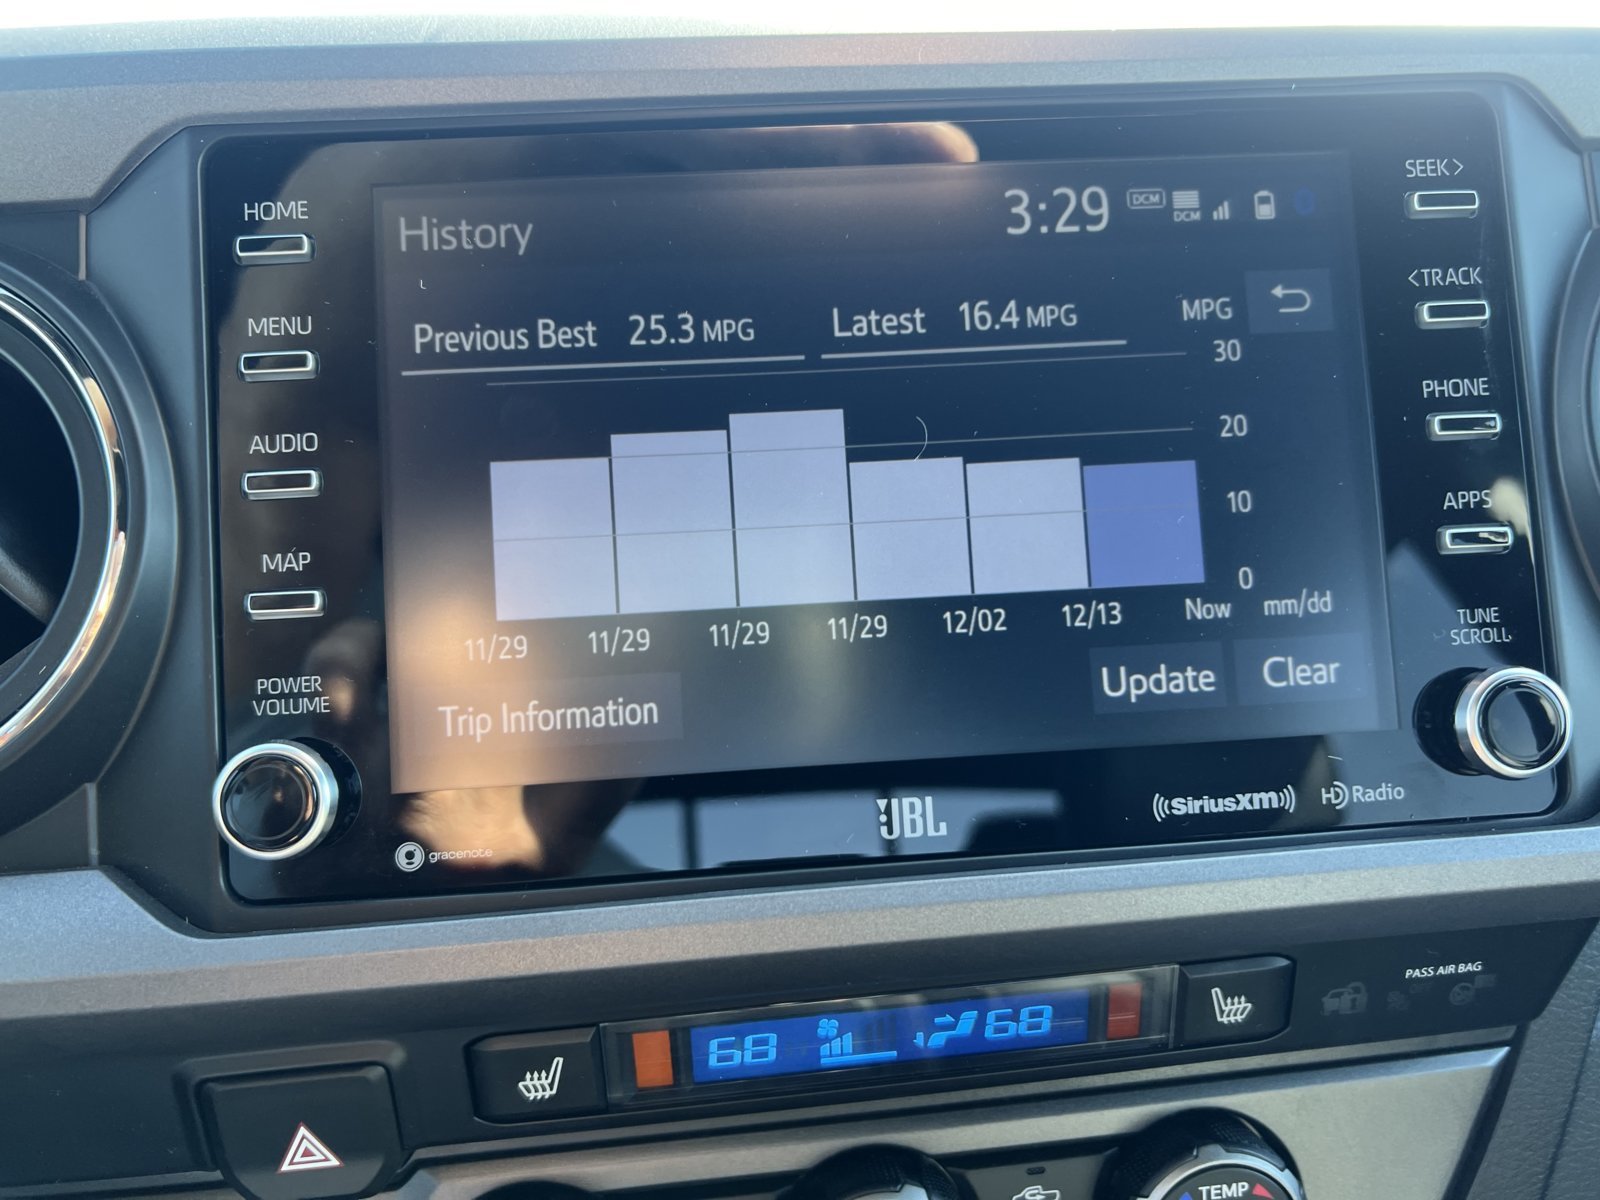 HOME
MENU
AUDIO
MAP
POWER
VOLUME
History
3:29
DCM
DCM
Previous Best 25.3 MPG
Latest 16.4 MPG
MPG
30
20
10
0
11/29 11/29 11/29 11/29 12/02 12/13 Now mm/dd
Trip Information
Update
Clear
SEEK >
< TRACK
PHONE
APPS
TUNE
SCROLL
gracenote
JBL
((SiriusXM))
HD Radio
PASS AIR BAG
68
68
TEMP